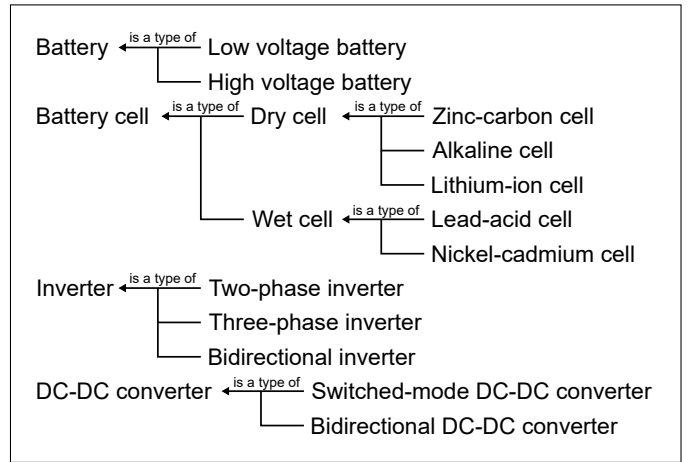 Battery is a type of Low voltage battery
High voltage battery
Battery cell is a type of Dry cell is a type of Zinc-carbon cell
Alkaline cell
Lithium-ion cell
Wet cell is a type of Lead-acid cell
Nickel-cadmium cell
Inverter is a type of Two-phase inverter
Three-phase inverter
Bidirectional inverter
DC-DC converter is a type of Switched-mode DC-DC converter
Bidirectional DC-DC converter